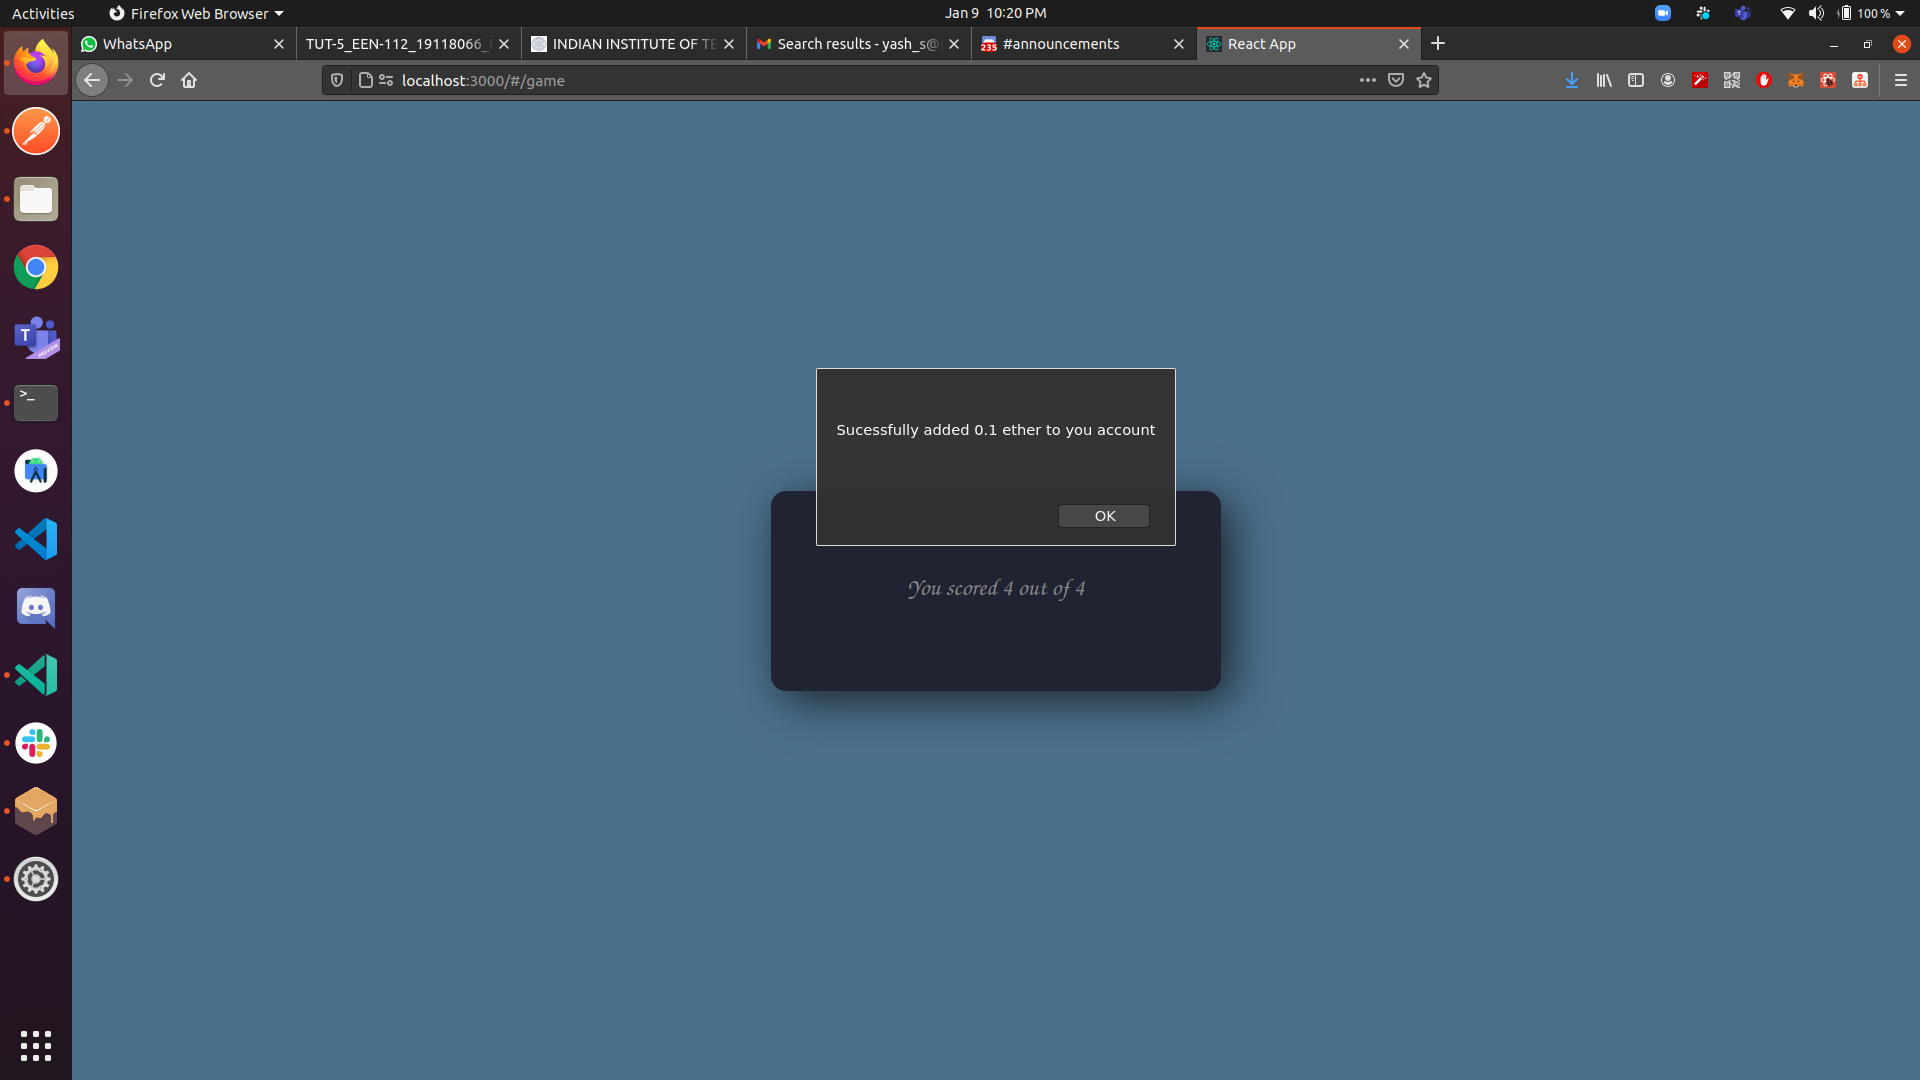 Activities
Firefox Web Browser
Jan 9 10:20 PM
100 %
WhatsApp
TUT-5_EEN-112_19118066_
INDIAN INSTITUTE OF TE
Search results - yash_s@
235
#announcements
React App
localhost:3000/#/game
T
PREVIEW
>_
Sucessfully added 0.1 ether to you account
OK
You scored 4 out of 4